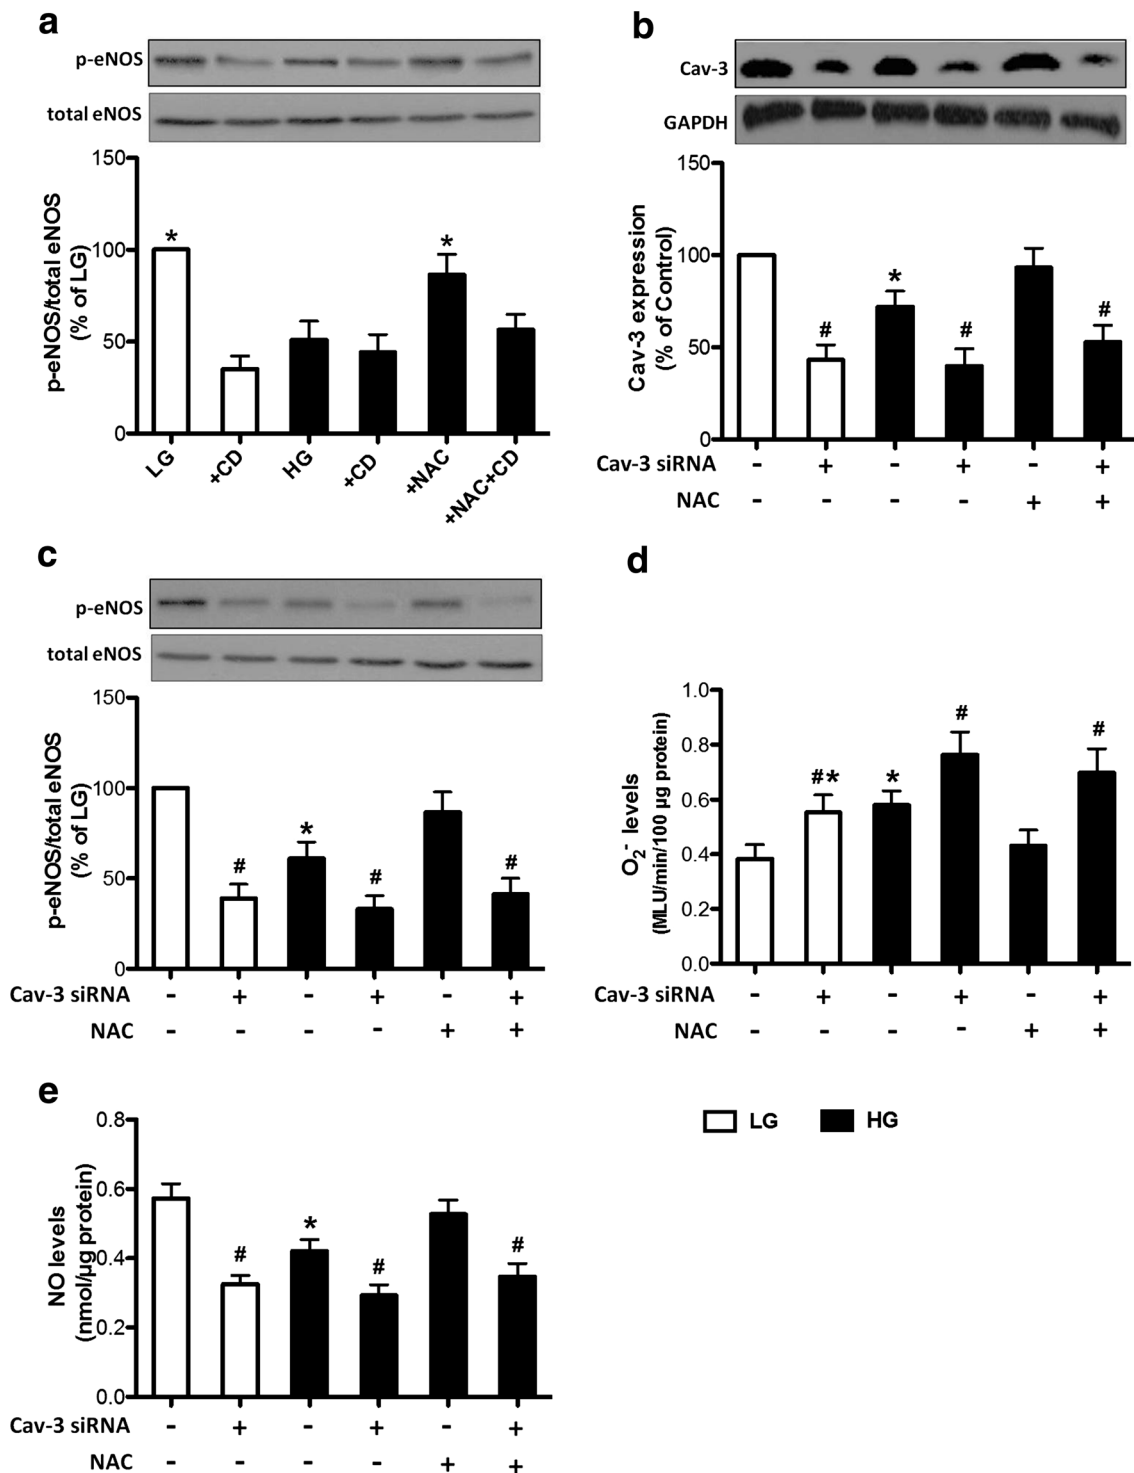 a
p-eNOS
total eNOS
p-eNOS/total eNOS
(% of LG)
150
100
50
0
*
*
LG
+CD
HG
+CD
+NAC
+NAC+CD
b
Cav-3
GAPDH
Cav-3 expression
(% of Control)
150
100
50
0
#
*
#
#
Cav-3 siRNA - + - + - +
NAC - - - - + +
c
p-eNOS
total eNOS
p-eNOS/total eNOS
(% of LG)
150
100
50
0
#
*
#
#
Cav-3 siRNA - + - + - +
NAC - - - - + +
d
O2- levels
(MLU/min/100 µg protein)
1.0
0.8
0.6
0.4
0.2
0.0
#*
*
#
#
Cav-3 siRNA - + - + - +
NAC - - - - + +
e
NO levels
(nmol/µg protein)
0.8
0.6
0.4
0.2
0.0
#
*
#
#
Cav-3 siRNA - + - + - +
NAC - - - - + +
LG HG